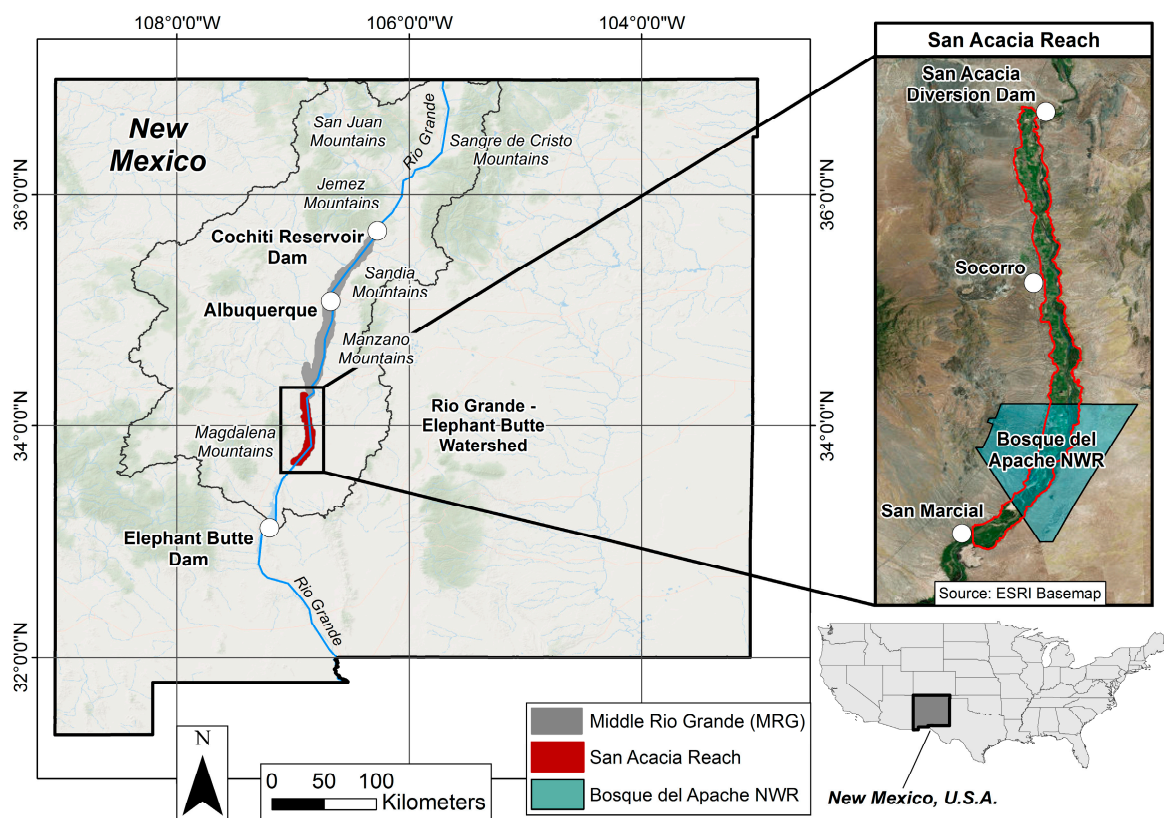 108°0'0"W
106°0'0"W
104°0'0"W
36°0'0"N
34°0'0"N
32°0'0"N
36°0'0"N
34°0'0"N
32°0'0"N
New
Mexico
San Juan
Mountains
Rio Grande
Sangre de Cristo
Mountains
Jemez
Mountains
Cochiti Reservoir
Dam
Sandia
Mountains
Albuquerque
Manzano
Mountains
Magdalena
Mountains
Rio Grande -
Elephant Butte
Watershed
Elephant Butte
Dam
Rio Grande
N
0 50 100
Kilometers
Middle Rio Grande (MRG)
San Acacia Reach
Bosque del Apache NWR
San Acacia Reach
San Acacia
Diversion Dam
Socorro
Bosque del
Apache NWR
San Marcial
Source: ESRI Basemap
New Mexico, U.S.A.